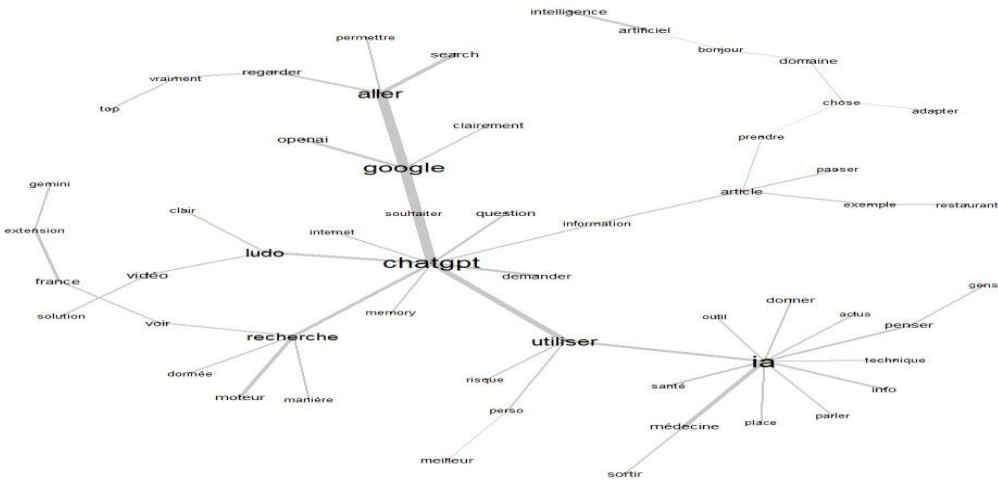 intelligence
artificiel
permettre
bonjour
search
domaine
regarder
vraiment
aller
chose
top
adapter
clairement
openai
prendre
google
passer
gemini
article
exemple
restaurant
clair
souhaiter
question
information
extension
internet
ludo
chatgpt
vidéo
demander
france
gens
donner
memory
actus
solution
outil
voir
penser
recherche
utiliser
ia
technique
donnée
risque
santé
info
moteur
manière
perso
parler
place
médecine
meilleur
sortir